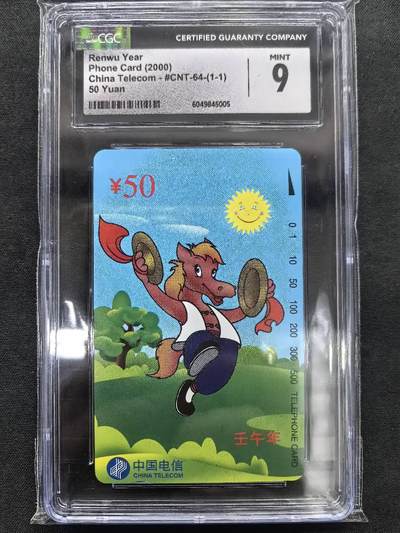 CGC
CERTIFIED GUARANTY COMPANY
Renwu Year
Phone Card (2000)
China Telecom - #CNT-64-(1-1)
50 Yuan
MINT
9
6049845005
¥50
0 1 10 50 100 200 300 500 TELEPHONE CARD
壬午年
中国电信
CHINA TELECOM